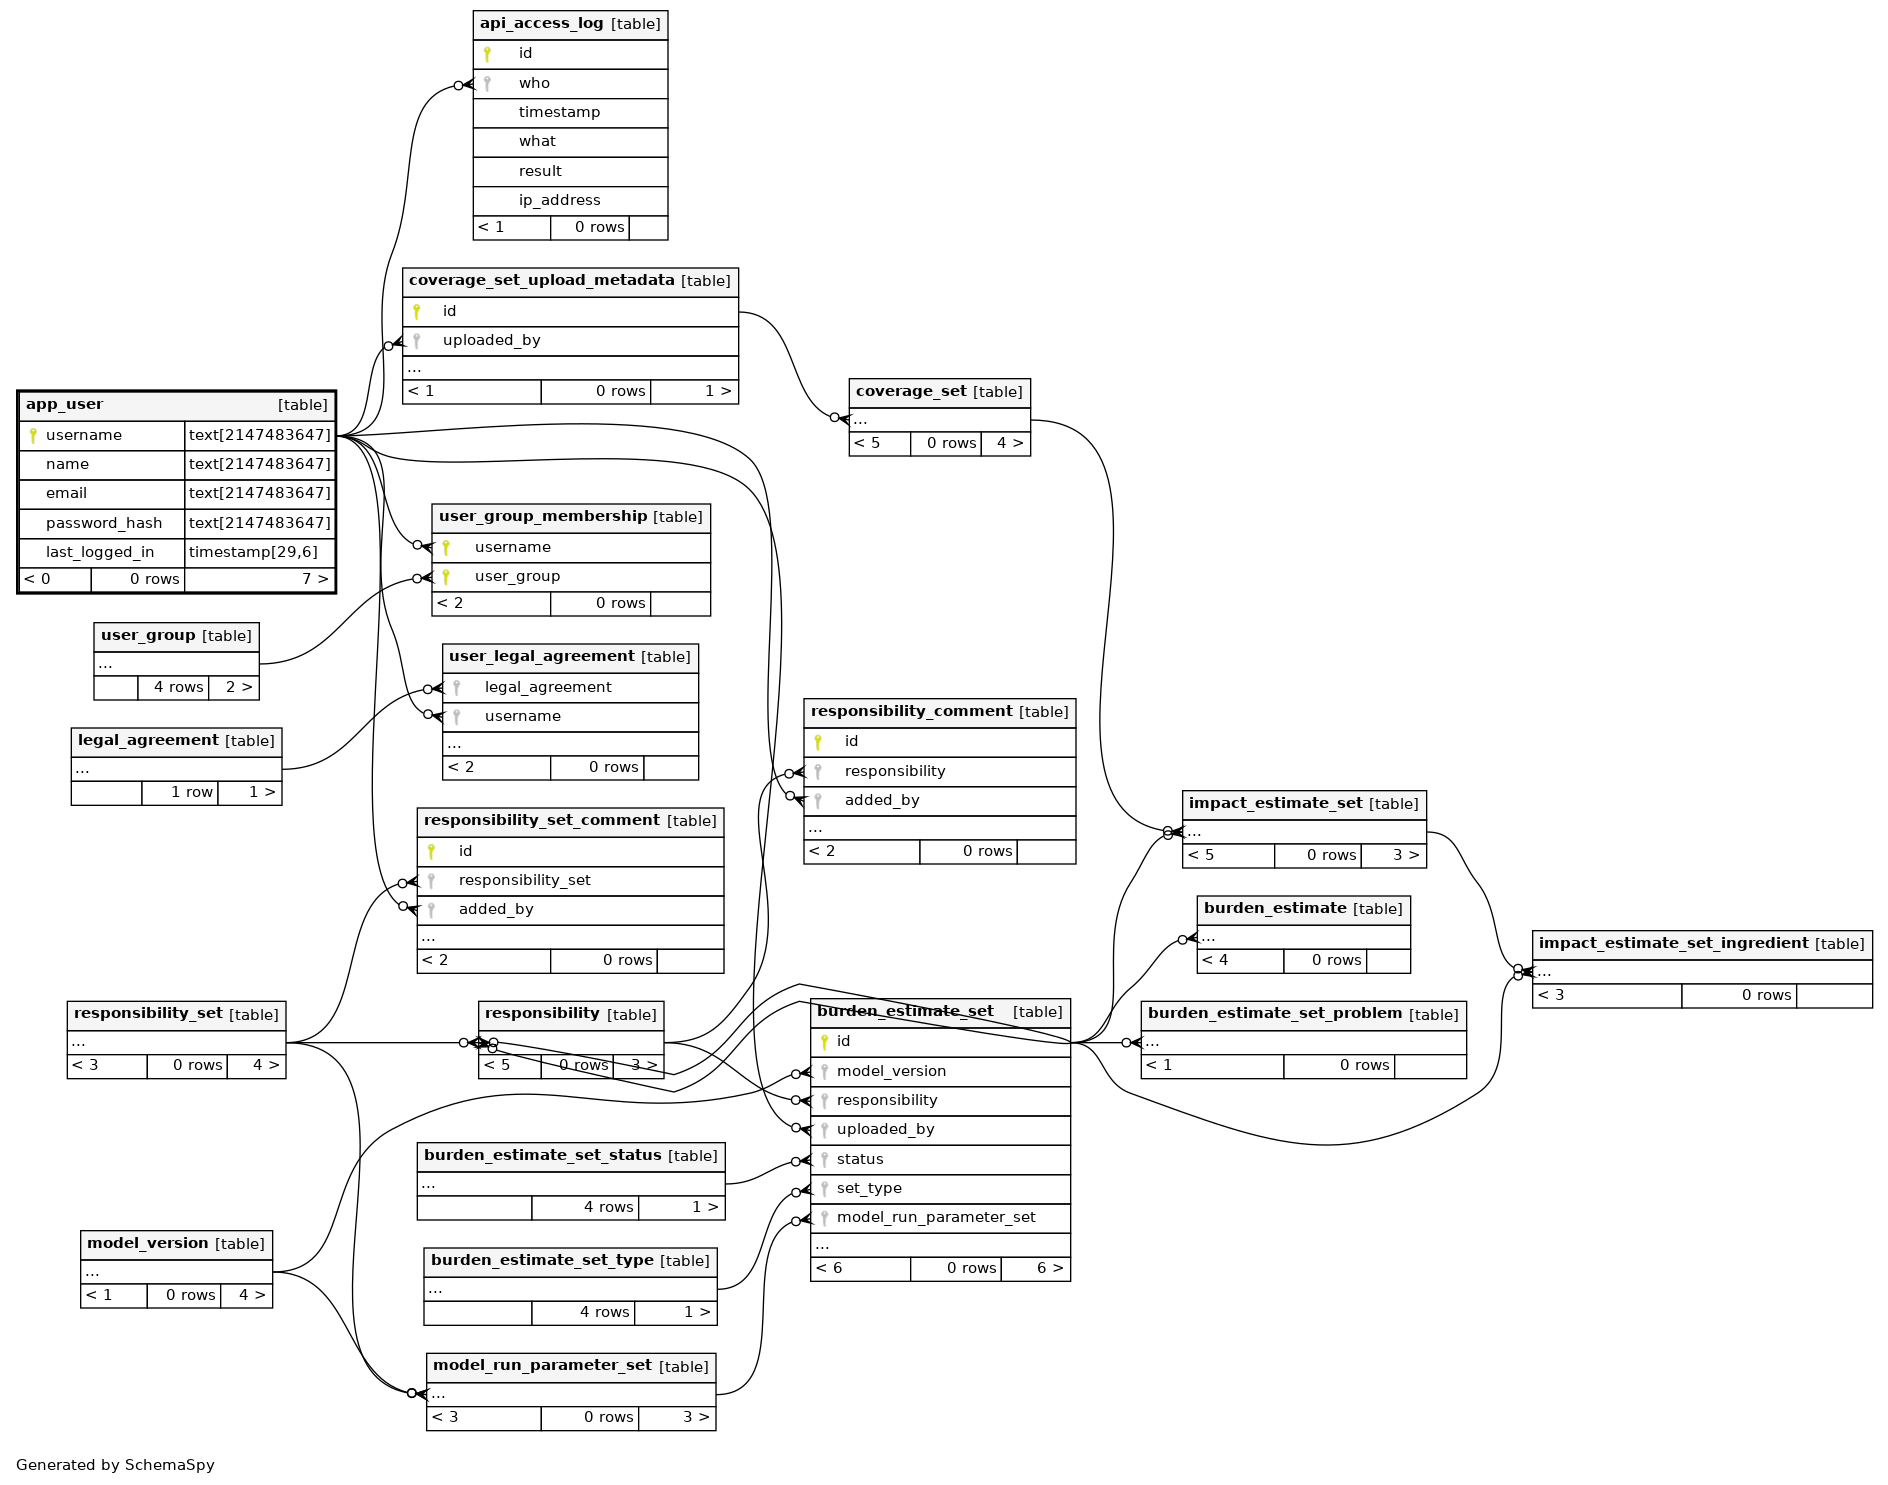 api_access_log [table]
id
who
timestamp
what
result
ip_address
< 1 0 rows
coverage_set_upload_metadata [table]
id
uploaded_by
...
< 1 0 rows 1 >
coverage_set [table]
...
< 5 0 rows 4 >
app_user [table]
username text[2147483647]
name text[2147483647]
email text[2147483647]
password_hash text[2147483647]
last_logged_in timestamp[29,6]
< 0 0 rows 7 >
user_group_membership [table]
username
user_group
< 2 0 rows
user_group [table]
...
4 rows 2 >
user_legal_agreement [table]
legal_agreement
username
...
< 2 0 rows
legal_agreement [table]
...
1 row 1 >
responsibility_comment [table]
id
responsibility
added_by
...
< 2 0 rows
impact_estimate_set [table]
...
< 5 0 rows 3 >
responsibility_set_comment [table]
id
responsibility_set
added_by
...
< 2 0 rows
burden_estimate [table]
...
< 4 0 rows
impact_estimate_set_ingredient [table]
...
< 3 0 rows
responsibility_set [table]
...
< 3 0 rows 4 >
responsibility [table]
< 5 0 rows 3 >
burden_estimate_set [table]
id
model_version
responsibility
uploaded_by
status
set_type
model_run_parameter_set
...
< 6 0 rows 6 >
burden_estimate_set_problem [table]
...
< 1 0 rows
burden_estimate_set_status [table]
...
4 rows 1 >
model_version [table]
...
< 1 0 rows 4 >
burden_estimate_set_type [table]
...
4 rows 1 >
model_run_parameter_set [table]
...
< 3 0 rows 3 >
Generated by SchemaSpy